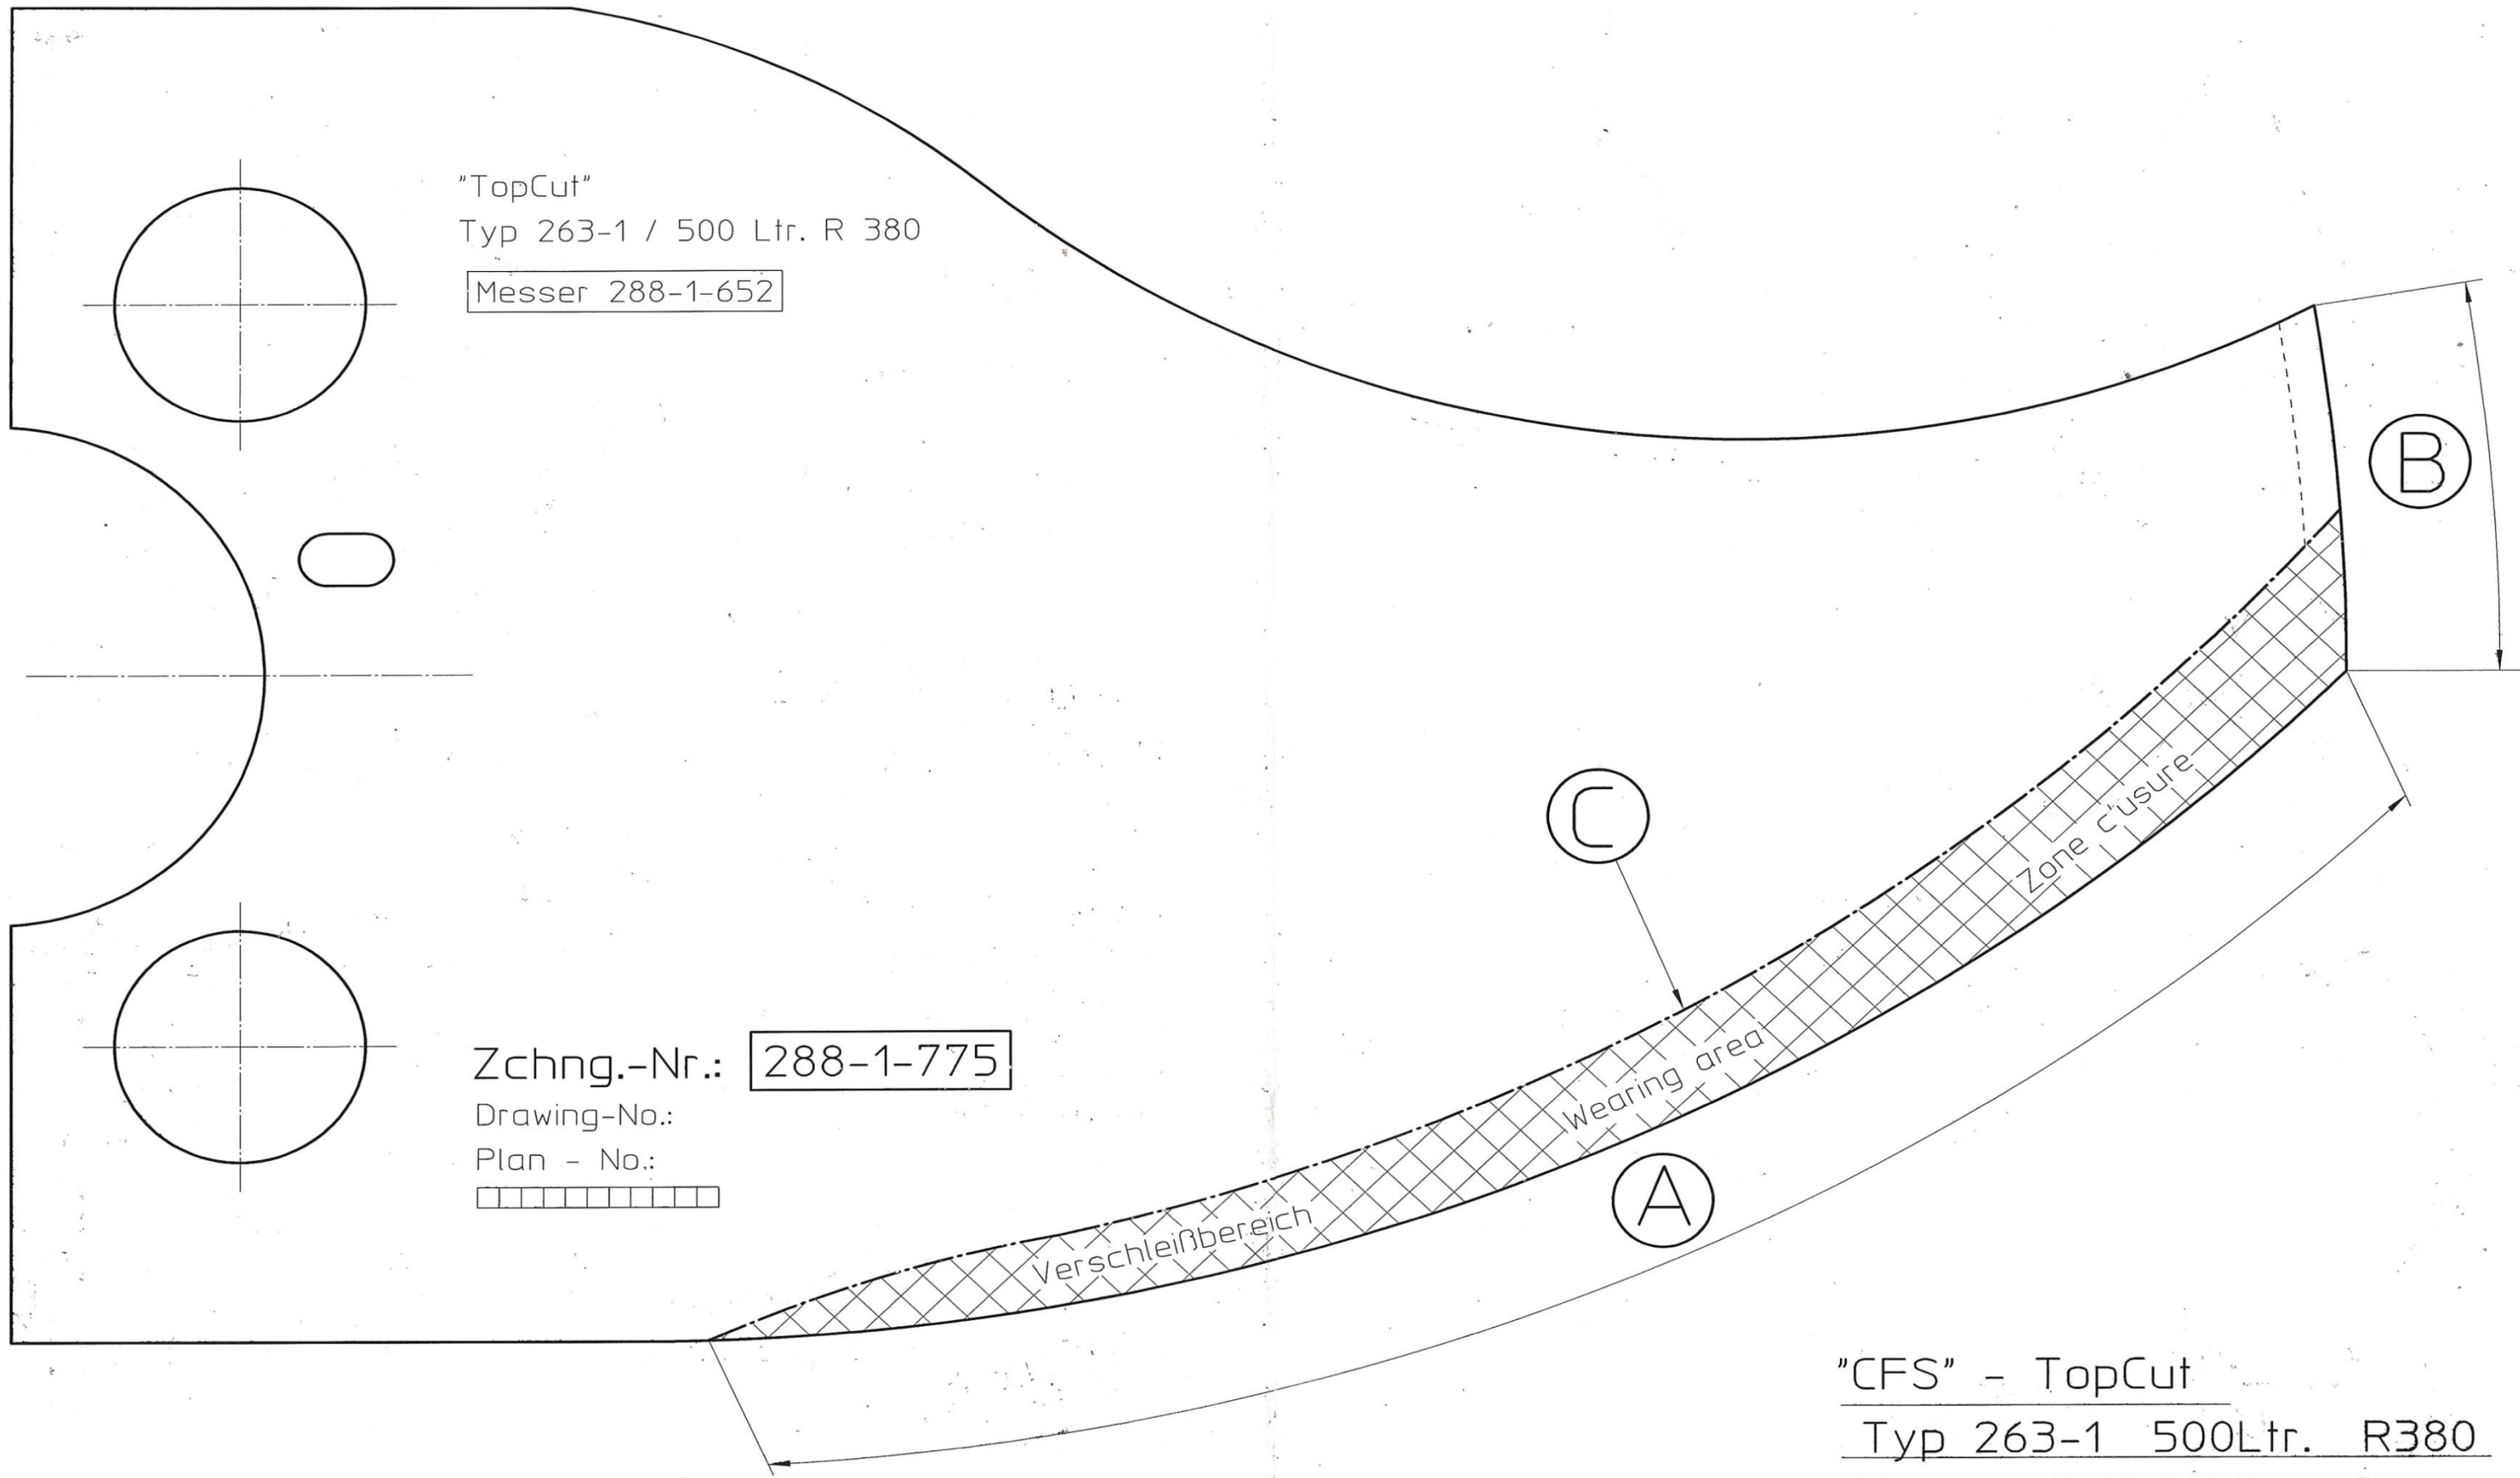 "TopCut"
Typ 263-1 / 500 Ltr. R 380
Messer 288-1-652
B
C
Zone c'usure
Wearing area
A
Verschleißbereich
Zchng.-Nr.: 288-1-775
Drawing-No.:
Plan - No.:
"CFS" - TopCut
Typ 263-1 500Ltr. R380